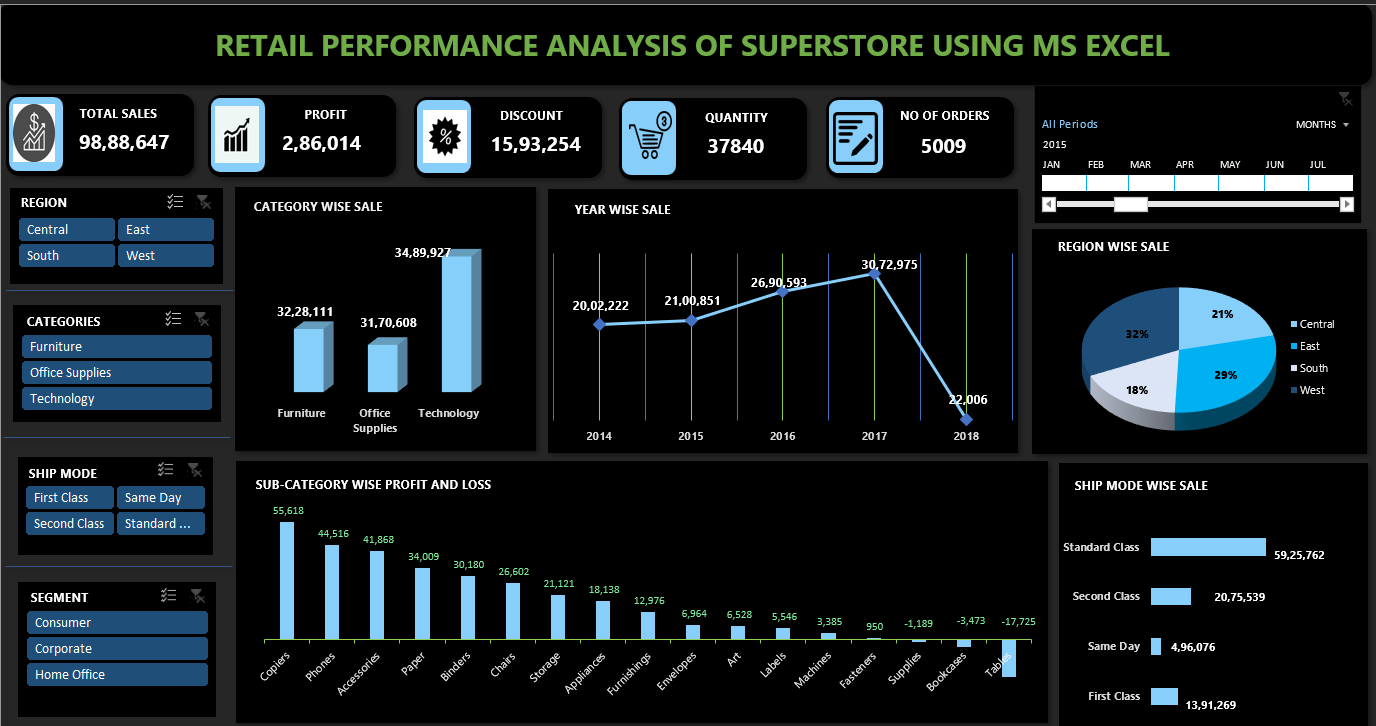 RETAIL PERFORMANCE ANALYSIS OF SUPERSTORE USING MS EXCEL
TOTAL SALES
98,88,647
PROFIT
2,86,014
DISCOUNT
15,93,254
QUANTITY
37840
NO OF ORDERS
5009
All Periods
MONTHS
2015
JAN FEB MAR APR MAY JUN JUL
REGION
Central East
South West
CATEGORIES
Furniture
Office Supplies
Technology
SHIP MODE
First Class Same Day
Second Class Standard ...
SEGMENT
Consumer
Corporate
Home Office
CATEGORY WISE SALE
34,89,927
32,28,111
31,70,608
Furniture Office Technology
Supplies
YEAR WISE SALE
20,02,222
21,00,851
26,90,593
30,72,975
22,006
2014 2015 2016 2017 2018
REGION WISE SALE
21%
32%
29%
18%
Central
East
South
West
SUB-CATEGORY WISE PROFIT AND LOSS
55,618
44,516
41,868
34,009
30,180
26,602
21,121
18,138
12,976
6,964
6,528
5,546
3,385
950
-1,189
-3,473
-17,725
Copiers
Phones
Accessories
Paper
Binders
Chairs
Storage
Appliances
Furnishings
Envelopes
Art
Labels
Machines
Fasteners
Supplies
Bookcases
Tables
SHIP MODE WISE SALE
Standard Class 59,25,762
Second Class 20,75,539
Same Day 4,96,076
First Class 13,91,269